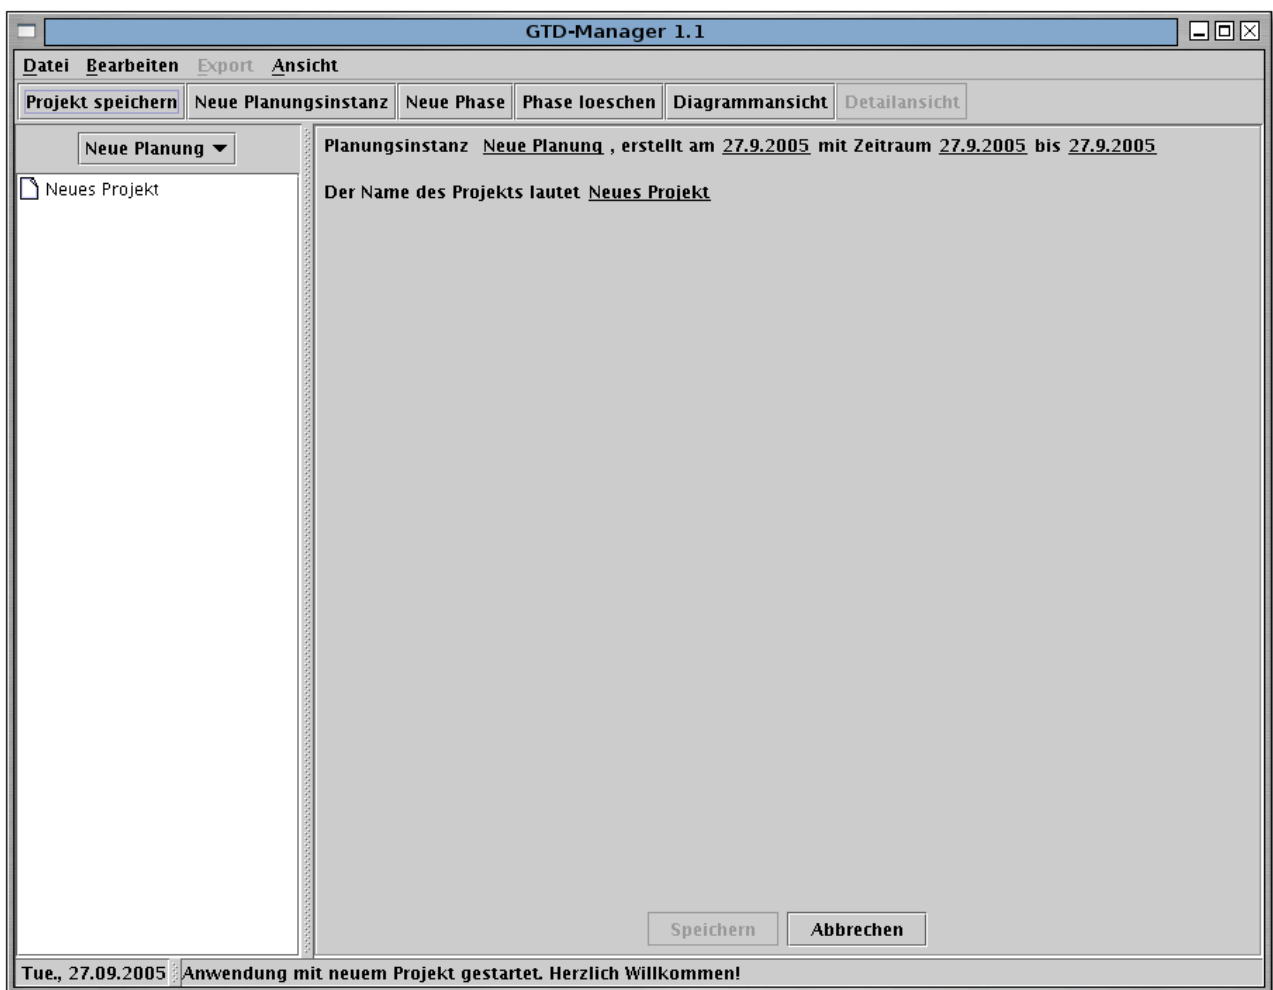 GTD-Manager 1.1
Datei Bearbeiten Export Ansicht
Projekt speichern Neue Planungsinstanz Neue Phase Phase loeschen Diagrammansicht Detailansicht
Neue Planung
Neues Projekt
Planungsinstanz Neue Planung , erstellt am 27.9.2005 mit Zeitraum 27.9.2005 bis 27.9.2005
Der Name des Projekts lautet Neues Projekt
Speichern Abbrechen
Tue., 27.09.2005 Anwendung mit neuem Projekt gestartet. Herzlich Willkommen!